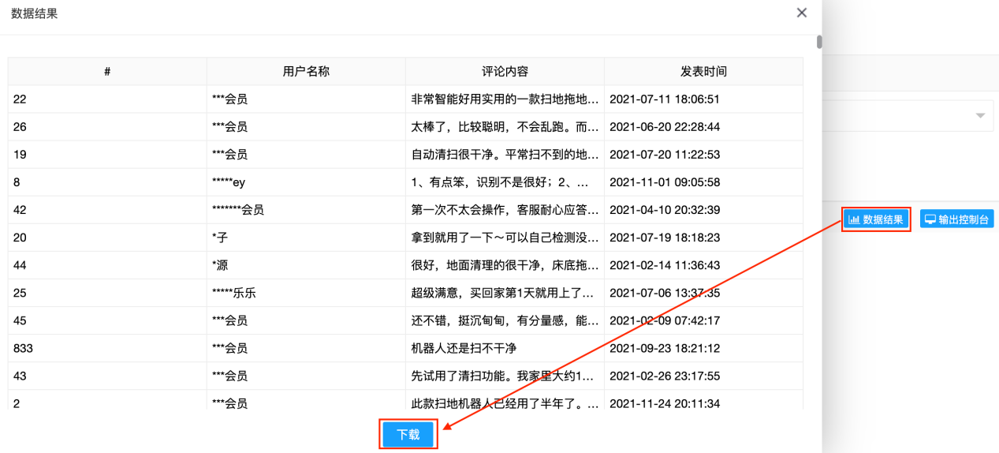 数据结果
# 用户名称 评论内容 发表时间
22 ***会员 非常智能好用实用的一款扫地拖地... 2021-07-11 18:06:51
26 ***会员 太棒了，比较聪明，不会乱跑。而... 2021-06-20 22:28:44
19 ***会员 自动清扫很干净。平常扫不到的地... 2021-07-20 11:22:53
8 *****ey 1、有点笨，识别不是很好；2、... 2021-11-01 09:05:58
42 *******会员 第一次不太会操作，客服耐心应答... 2021-04-10 20:32:39
数据结果 输出控制台
20 *子 拿到就用了一下～可以自己检测没... 2021-07-19 18:18:23
44 *源 很好，地面清理的很干净，床底拖... 2021-02-14 11:36:43
25 *****乐乐 超级满意，买回家第1天就用上了... 2021-07-06 13:37:35
45 ***会员 还不错，挺沉甸甸，有分量感，能... 2021-02-09 07:42:17
833 ***会员 机器人还是扫不干净 2021-09-23 18:21:12
43 ***会员 先试用了清扫功能。我家里大约1... 2021-02-26 23:17:55
2 ***会员 此款扫地机器人已经用了半年了。... 2021-11-24 20:11:34
下载